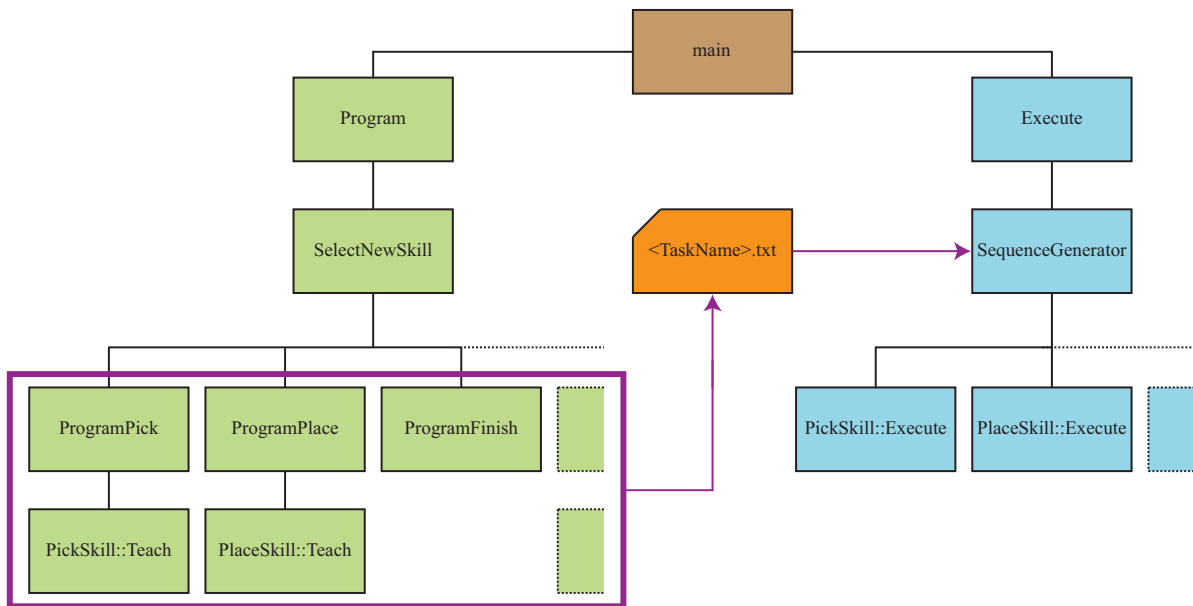 main
Program
Execute
SelectNewSkill
<TaskName>.txt
SequenceGenerator
ProgramPick
ProgramPlace
ProgramFinish
PickSkill::Execute
PlaceSkill::Execute
PickSkill::Teach
PlaceSkill::Teach